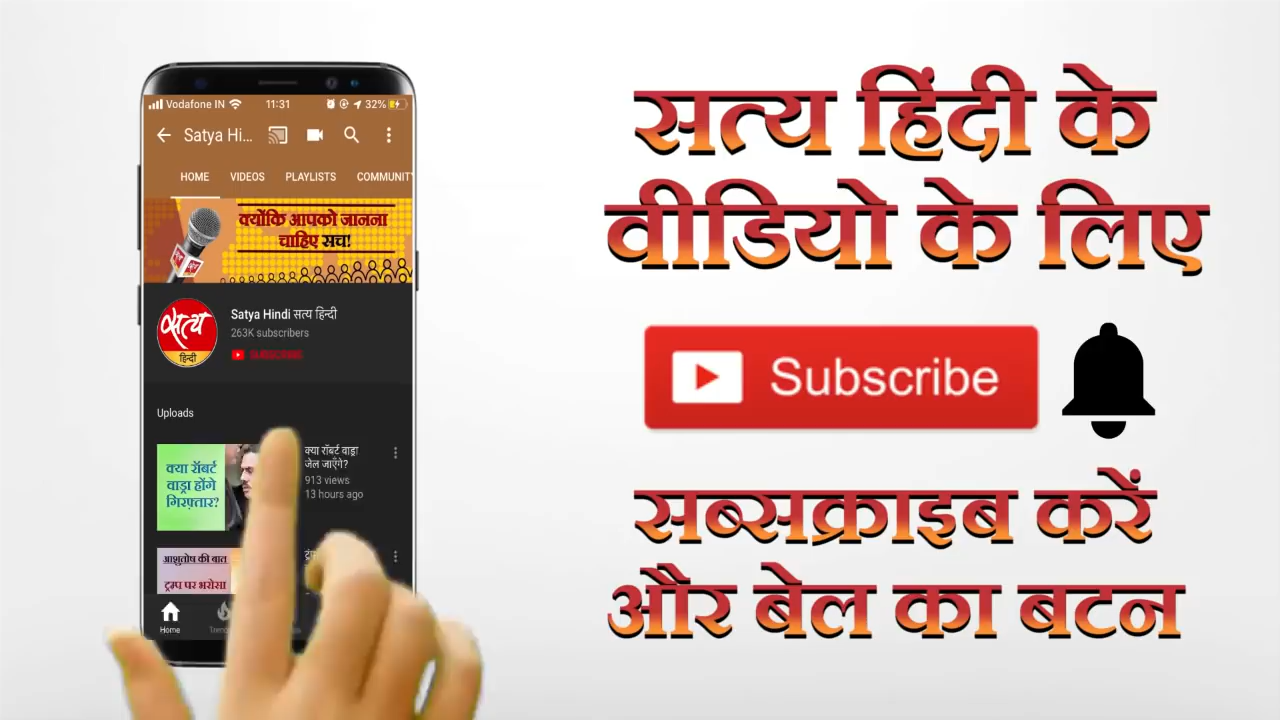 Vodafone IN 11:31 32%
Satya Hi...
HOME VIDEOS PLAYLISTS COMMUNITY
क्योंकि आपको जानना
चाहिए सच!
सत्य
हिन्दी
Satya Hindi सत्य हिन्दी
263K subscribers
SUBSCRIBE
Uploads
क्या रॉबर्ट
वाड्रा होंगे
गिरफ़्तार?
क्या रॉबर्ट वाड्रा
जेल जाएँगे?
913 views
13 hours ago
आशुतोष की बात
ट्रम्प पर भरोसा
Home
सत्य हिंदी के
वीडियो के लिए
Subscribe
सब्सक्राइब करें
और बेल का बटन